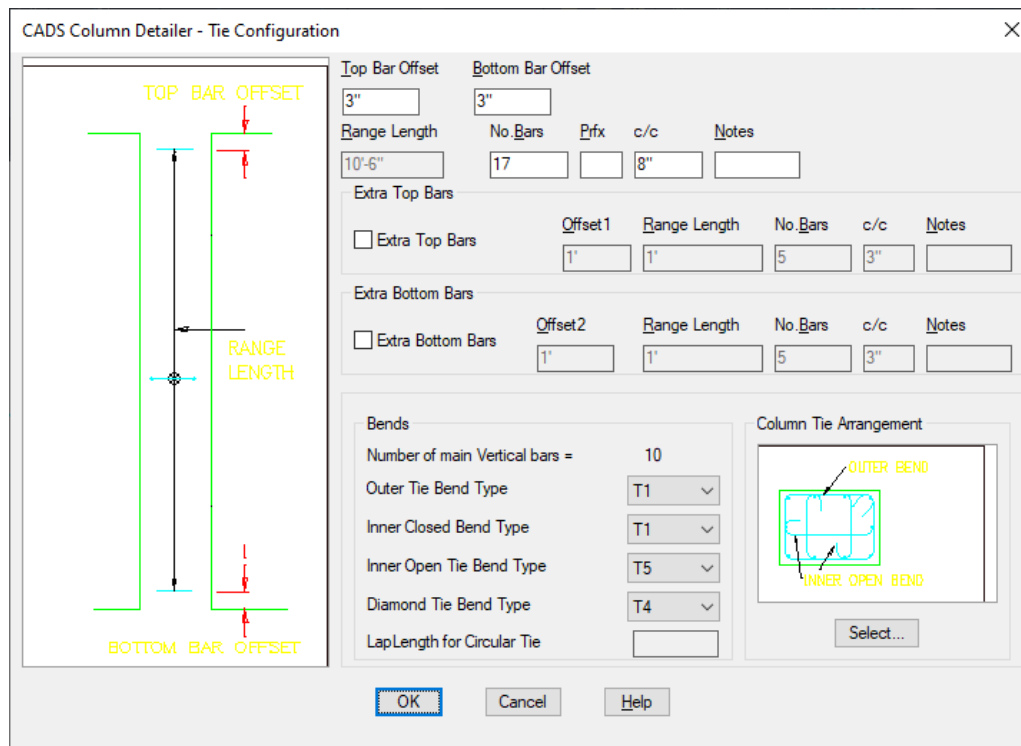 CADS Column Detailer - Tie Configuration
TOP BAR OFFSET
RANGE
LENGTH
BOTTOM BAR OFFSET
Top Bar Offset Bottom Bar Offset
3" 3"
Range Length No.Bars Prfx c/c Notes
10'-6" 17 8"
Extra Top Bars
Offset1 Range Length No.Bars c/c Notes
Extra Top Bars 1' 1' 5 3"
Extra Bottom Bars
Offset2 Range Length No.Bars c/c Notes
Extra Bottom Bars 1' 1' 5 3"
Bends
Number of main Vertical bars = 10
Outer Tie Bend Type T1
Inner Closed Bend Type T1
Inner Open Tie Bend Type T5
Diamond Tie Bend Type T4
LapLength for Circular Tie
Column Tie Arrangement
OUTER BEND
INNER OPEN BEND
Select...
OK Cancel Help